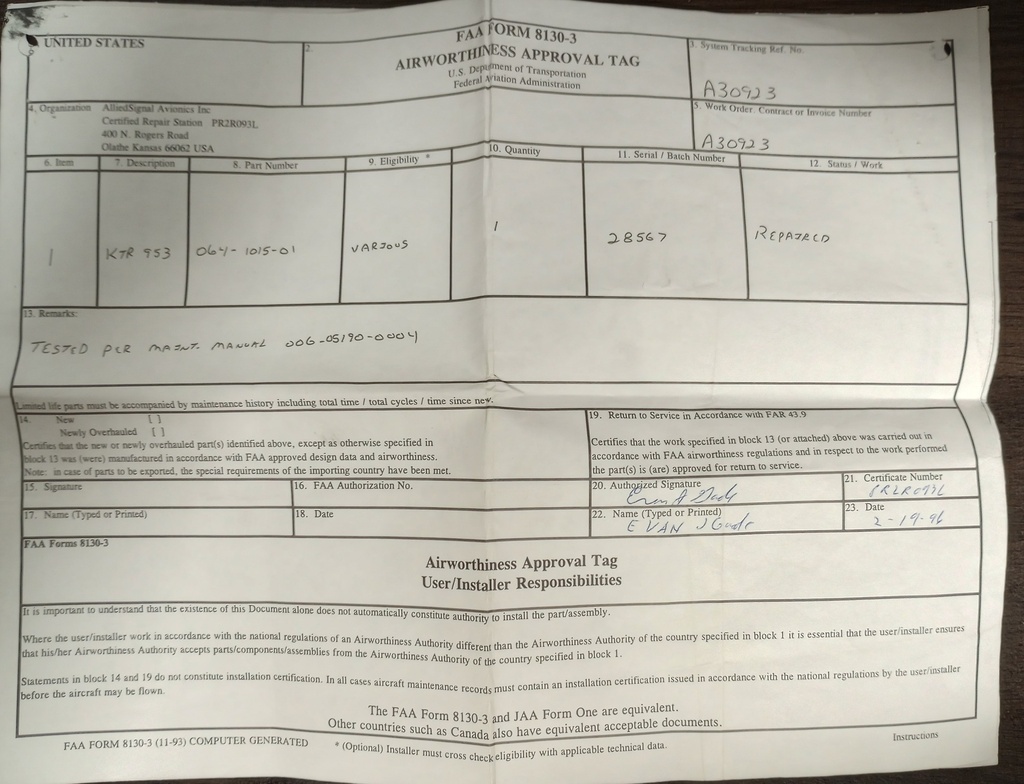 UNITED STATES
2.
FAA FORM 8130-3
AIRWORTHINESS APPROVAL TAG
U.S. Department of Transportation
Federal Aviation Administration
3. System Tracking Ref. No.
A30923
4. Organization AlliedSignal Avionics Inc
Certified Repair Station PR2R093L
400 N. Rogers Road
Olathe Kansas 66062 USA
5. Work Order, Contract or Invoice Number
A30923
6. Item 7. Description 8. Part Number 9. Eligibility * 10. Quantity 11. Serial / Batch Number 12. Status / Work
1 KTR 953 064-1015-01 VARIOUS 1 28567 REPAIRED
13. Remarks:
TESTED PER MAINT. MANUAL 006-05190-0004
Limited life parts must be accompanied by maintenance history including total time / total cycles / time since new.
14. New [ ]
Newly Overhauled [ ]
Certifies that the new or newly overhauled part(s) identified above, except as otherwise specified in
block 13 was (were) manufactured in accordance with FAA approved design data and airworthiness.
Note: in case of parts to be exported, the special requirements of the importing country have been met.
19. Return to Service in Accordance with FAR 43.9
Certifies that the work specified in block 13 (or attached) above was carried out in
accordance with FAA airworthiness regulations and in respect to the work performed
the part(s) is (are) approved for return to service.
15. Signature
16. FAA Authorization No.
20. Authorized Signature
21. Certificate Number
PR2R093L
17. Name (Typed or Printed)
18. Date
22. Name (Typed or Printed)
EVAN J
23. Date
2-19-96
FAA Forms 8130-3
Airworthiness Approval Tag
User/Installer Responsibilities
It is important to understand that the existence of this Document alone does not automatically constitute authority to install the part/assembly.
Where the user/installer work in accordance with the national regulations of an Airworthiness Authority different than the Airworthiness Authority of the country specified in block 1 it is essential that the user/installer ensures
that his/her Airworthiness Authority accepts parts/components/assemblies from the Airworthiness Authority of the country specified in block 1.
Statements in block 14 and 19 do not constitute installation certification. In all cases aircraft maintenance records must contain an installation certification issued in accordance with the national regulations by the user/installer
before the aircraft may be flown.
The FAA Form 8130-3 and JAA Form One are equivalent.
Other countries such as Canada also have equivalent acceptable documents.
FAA FORM 8130-3 (11-93) COMPUTER GENERATED
* (Optional) Installer must cross check eligibility with applicable technical data.
Instructions